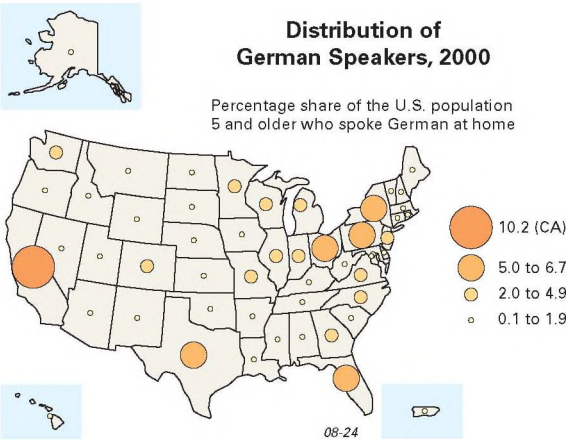 Distribution of
German Speakers, 2000
Percentage share of the U.S. population
5 and older who spoke German at home
10.2 (CA)
5.0 to 6.7
2.0 to 4.9
0.1 to 1.9
08-24